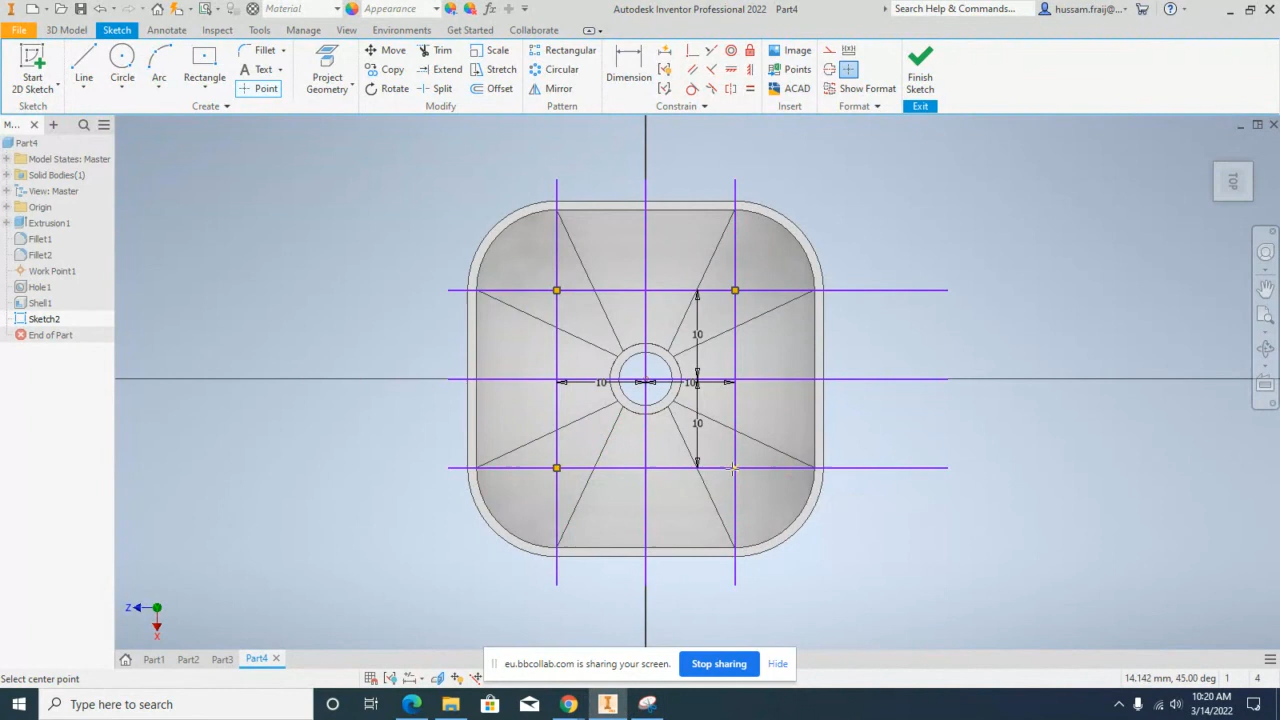 Material
Appearance
Autodesk Inventor Professional 2022 Part4
Search Help & Commands...
hussam.fraij@...
File
3D Model
Sketch
Annotate
Inspect
Tools
Manage
View
Environments
Get Started
Collaborate
Start
2D Sketch
Line
Circle
Arc
Rectangle
Fillet
Text
Point
Project
Geometry
Move
Copy
Rotate
Trim
Extend
Split
Scale
Stretch
Offset
Rectangular
Circular
Mirror
Dimension
Image
Points
ACAD
Show Format
Finish
Sketch
Sketch
Create
Modify
Pattern
Constrain
Insert
Format
Exit
M...
Part4
Model States: Master
Solid Bodies(1)
View: Master
Origin
Extrusion1
Fillet1
Fillet2
Work Point1
Hole1
Shell1
Sketch2
End of Part
TOP
10
10
10
10
Z
X
Part1
Part2
Part3
Part4
eu.bbcollab.com is sharing your screen.
Stop sharing
Hide
Select center point
14.142 mm, 45.00 deg
1
4
Type here to search
10:20 AM
3/14/2022